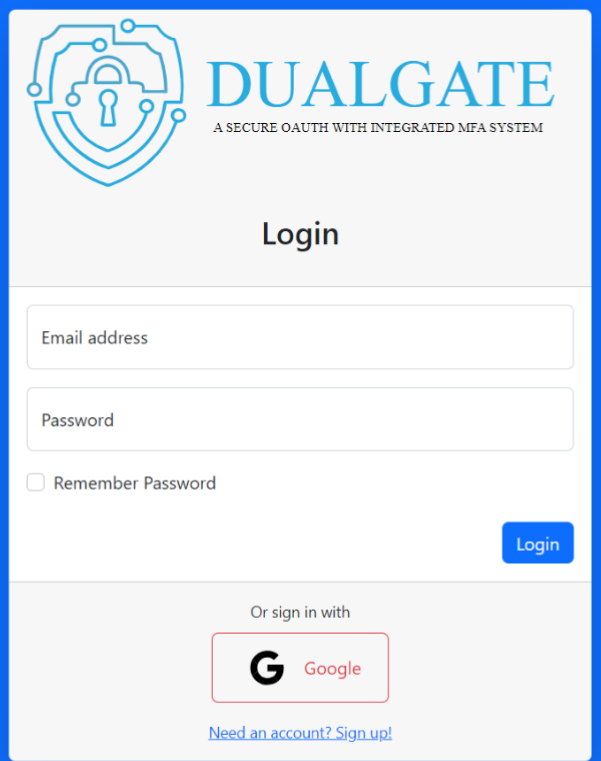 DUALGATE
A SECURE OAUTH WITH INTEGRATED MFA SYSTEM
Login
Email address
Password
Remember Password
Login
Or sign in with
G Google
Need an account? Sign up!